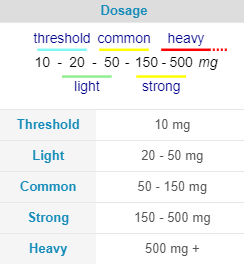 Dosage
threshold common heavy
10 - 20 - 50 - 150 - 500 mg
light strong
Threshold 10 mg
Light 20 - 50 mg
Common 50 - 150 mg
Strong 150 - 500 mg
Heavy 500 mg +